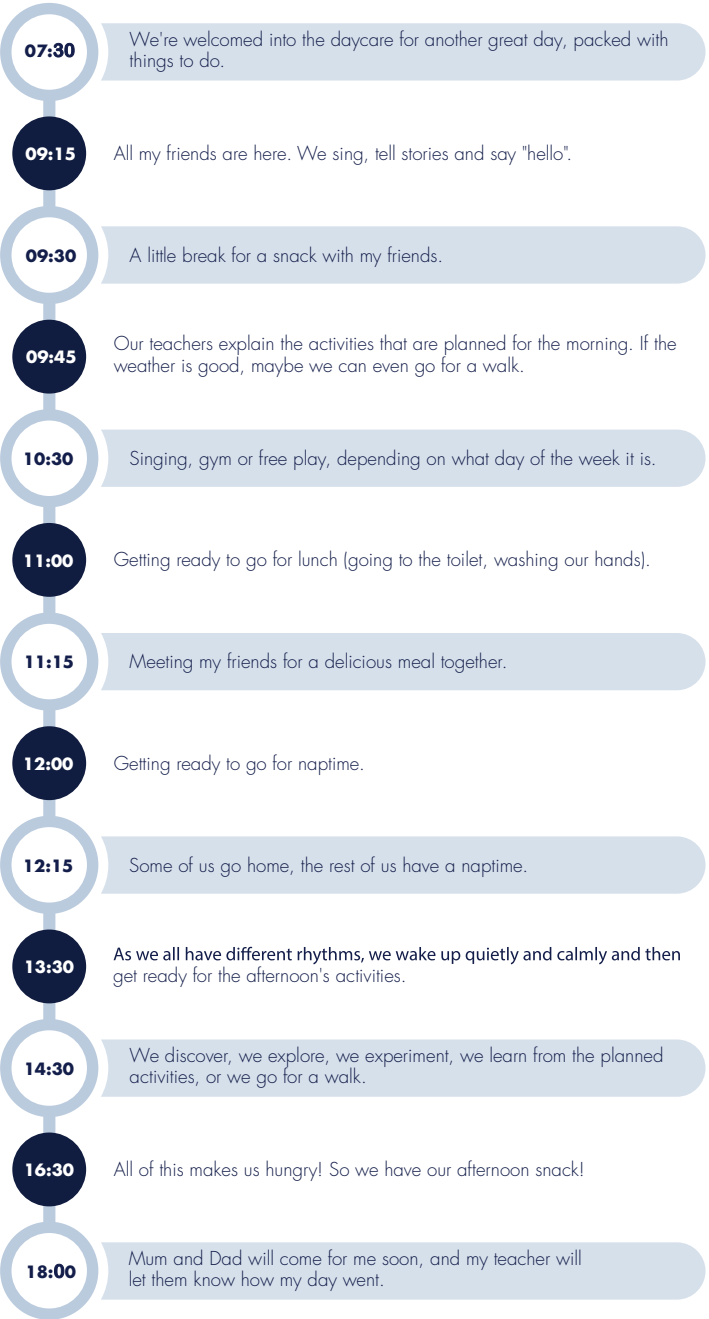 07:30
We're welcomed into the daycare for another great day, packed with
things to do.
09:15
All my friends are here. We sing, tell stories and say "hello".
09:30
A little break for a snack with my friends.
09:45
Our teachers explain the activities that are planned for the morning. If the
weather is good, maybe we can even go for a walk.
10:30
Singing, gym or free play, depending on what day of the week it is.
11:00
Getting ready to go for lunch (going to the toilet, washing our hands).
11:15
Meeting my friends for a delicious meal together.
12:00
Getting ready to go for naptime.
12:15
Some of us go home, the rest of us have a naptime.
13:30
As we all have different rhythms, we wake up quietly and calmly and then
get ready for the afternoon's activities.
14:30
We discover, we explore, we experiment, we learn from the planned
activities, or we go for a walk.
16:30
All of this makes us hungry! So we have our afternoon snack!
18:00
Mum and Dad will come for me soon, and my teacher will
let them know how my day went.